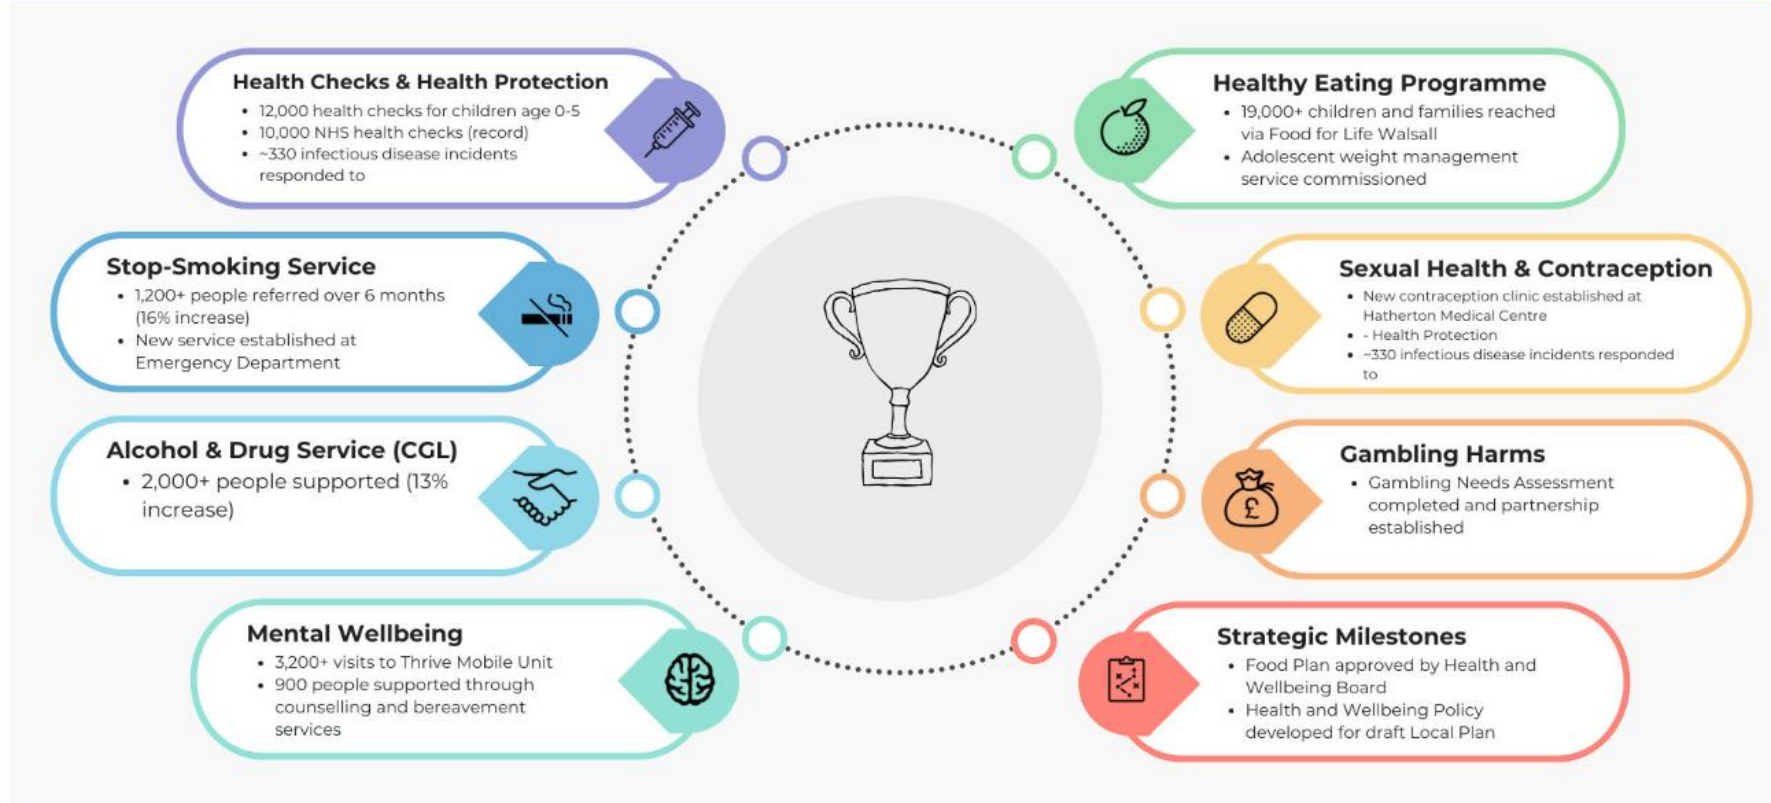 Health Checks & Health Protection
• 12,000 health checks for children age 0-5
• 10,000 NHS health checks (record)
• ~330 infectious disease incidents
responded to
Stop-Smoking Service
• 1,200+ people referred over 6 months
(16% increase)
• New service established at
Emergency Department
Alcohol & Drug Service (CGL)
• 2,000+ people supported (13%
increase)
Mental Wellbeing
• 3,200+ visits to Thrive Mobile Unit
• 900 people supported through
counselling and bereavement
services
Healthy Eating Programme
• 19,000+ children and families reached
via Food for Life Walsall
• Adolescent weight management
service commissioned
Sexual Health & Contraception
• New contraception clinic established at
Hatherton Medical Centre
• - Health Protection
• ~330 infectious disease incidents responded
to
£
Gambling Harms
• Gambling Needs Assessment
completed and partnership
established
Strategic Milestones
• Food Plan approved by Health and
Wellbeing Board
• Health and Wellbeing Policy
developed for draft Local Plan